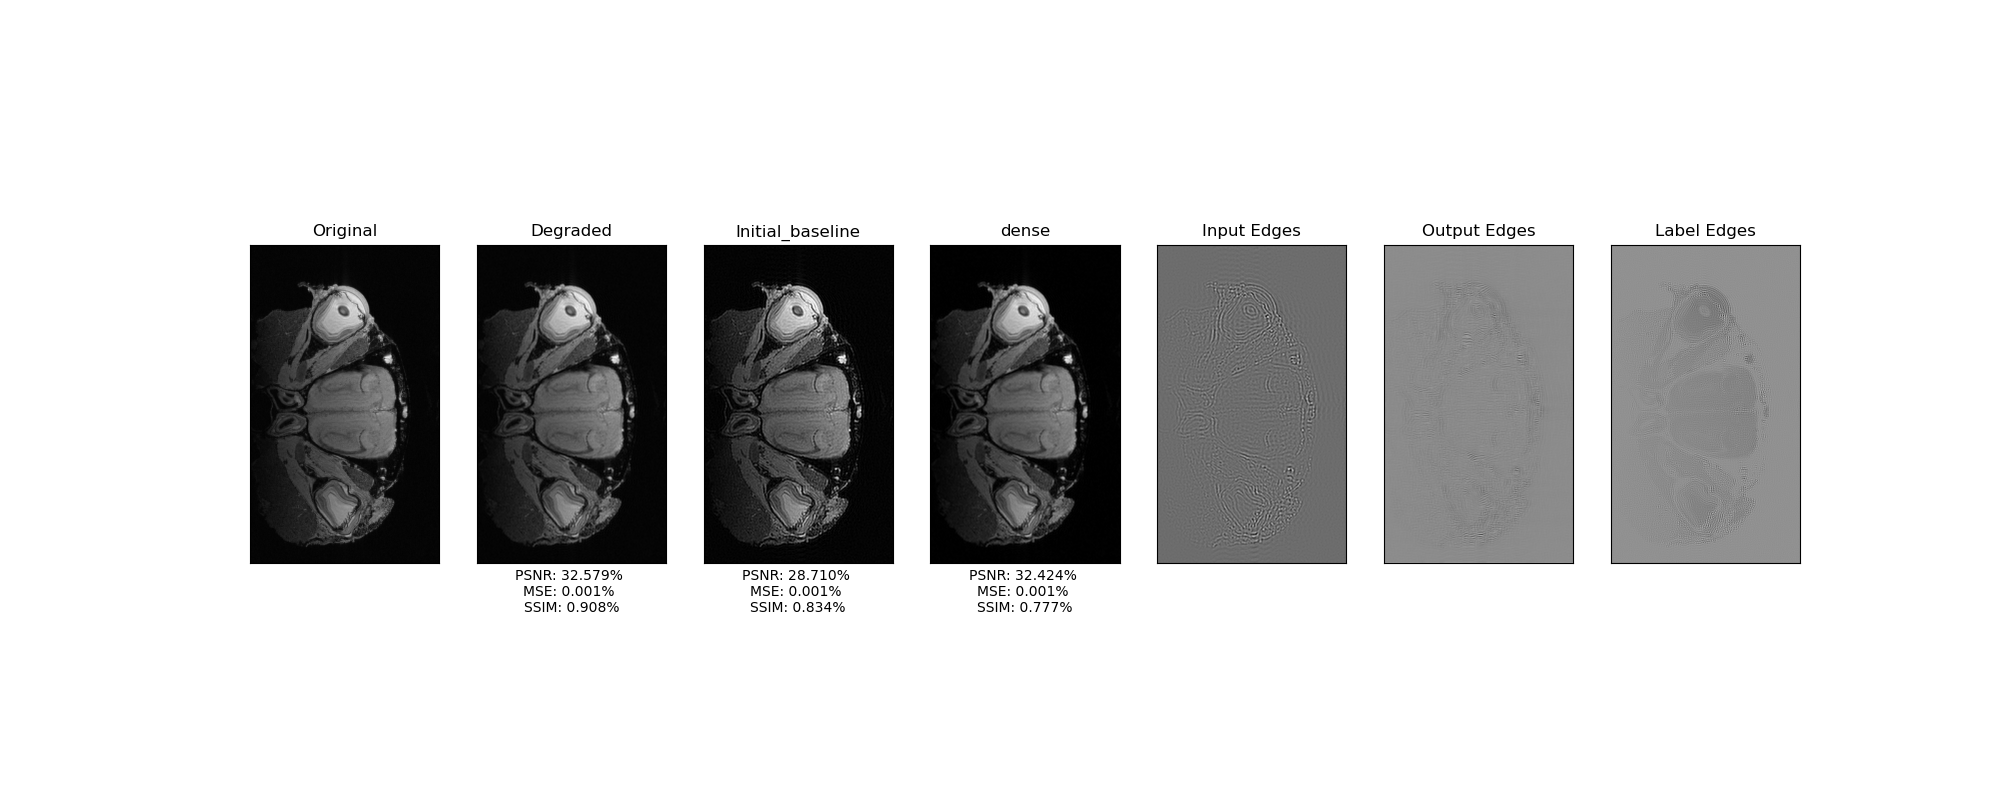 Original
Degraded
Initial_baseline
dense
Input Edges
Output Edges
Label Edges
PSNR: 32.579%
MSE: 0.001%
SSIM: 0.908%
PSNR: 28.710%
MSE: 0.001%
SSIM: 0.834%
PSNR: 32.424%
MSE: 0.001%
SSIM: 0.777%